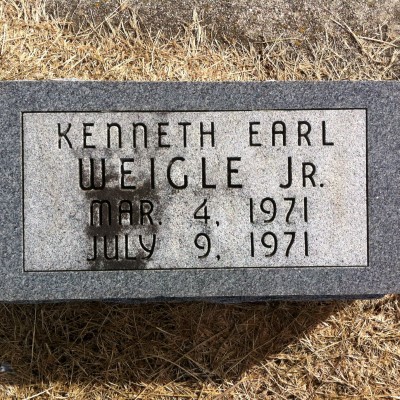 KENNETH EARL
WEIGLE JR.
MAR. 4, 1971
JULY 9, 1971